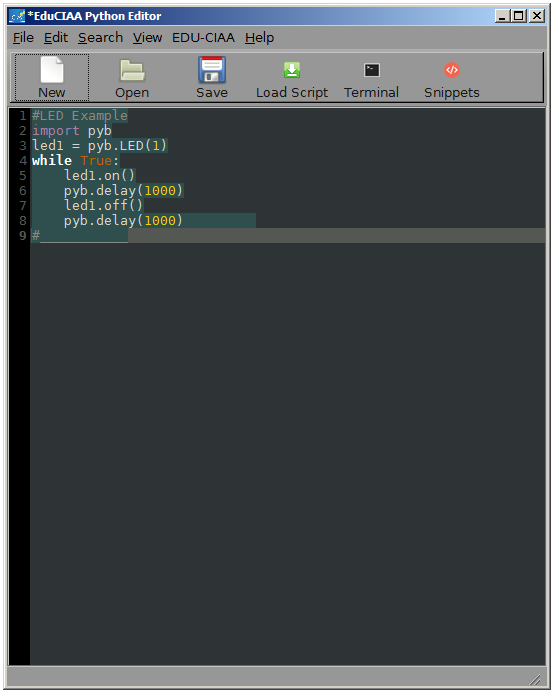 *EduCIAA Python Editor
File Edit Search View EDU-CIAA Help
New Open Save Load Script Terminal Snippets
1 #LED Example
2 import pyb
3 led1 = pyb.LED(1)
4 while True:
5     led1.on()
6     pyb.delay(1000)
7     led1.off()
8     pyb.delay(1000)
9 #___________